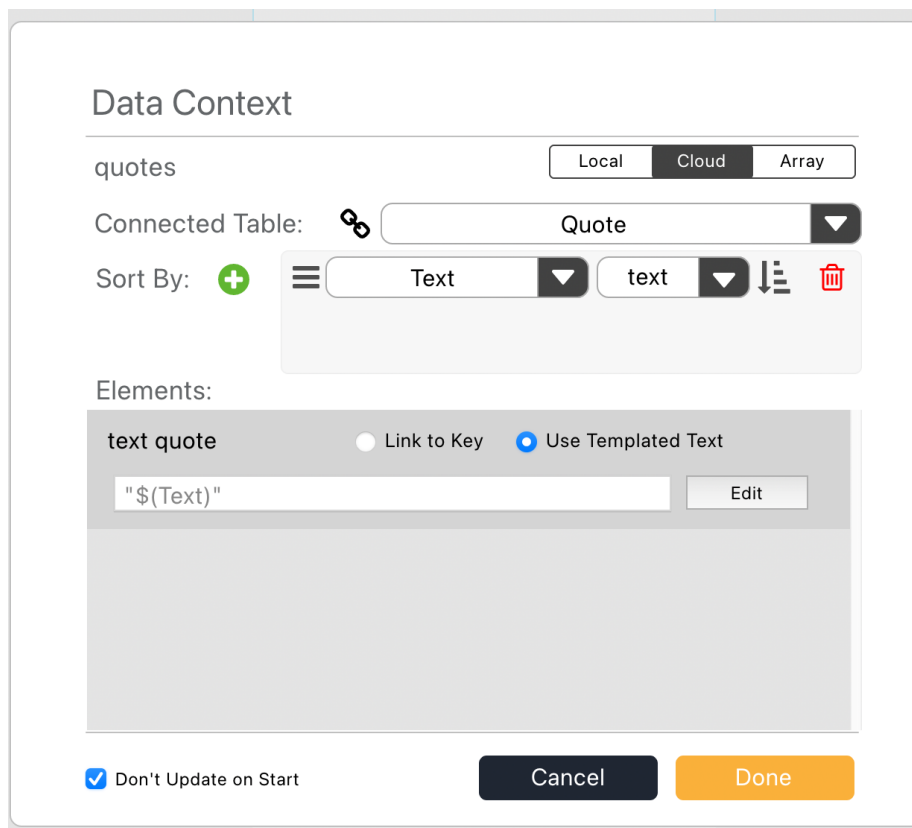 Data Context
quotes
Local Cloud Array
Connected Table: Quote
Sort By: Text text
Elements:
text quote Link to Key Use Templated Text
"$(Text)" Edit
Don't Update on Start Cancel Done